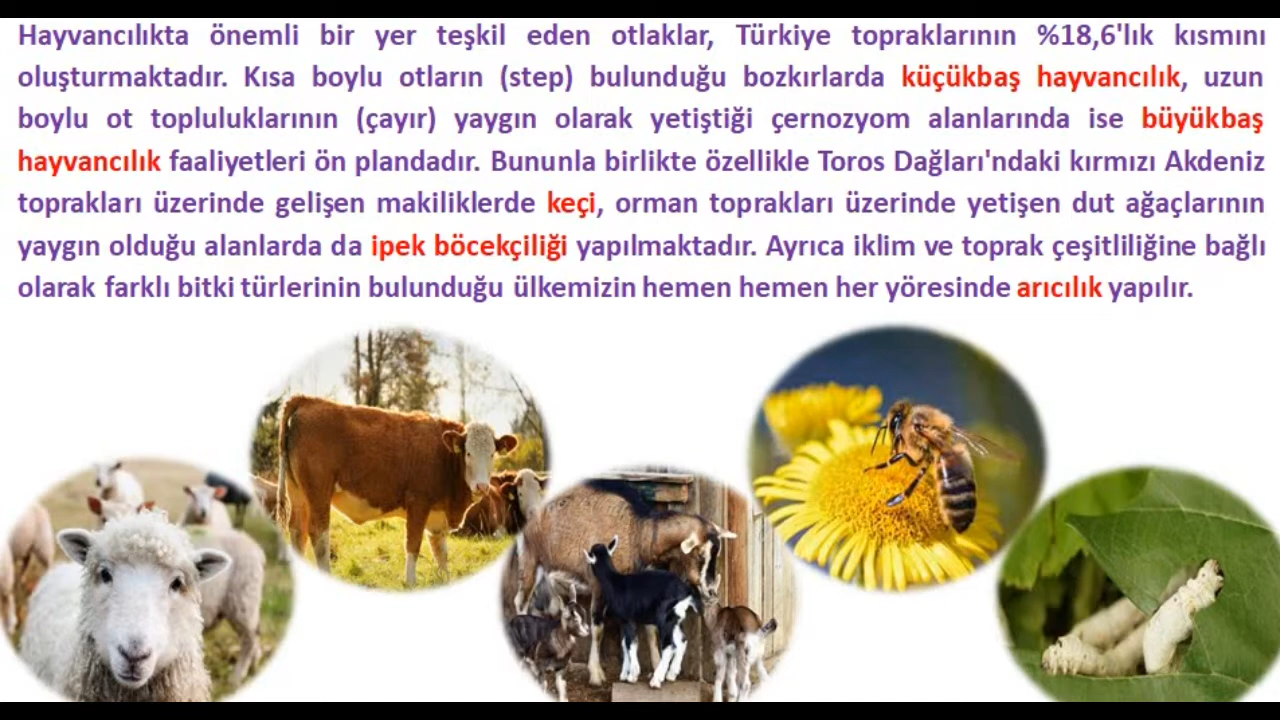 Hayvancılıkta önemli bir yer teşkil eden otlaklar, Türkiye topraklarının %18,6'lık kısmını
oluşturmaktadır. Kısa boylu otların (step) bulunduğu bozkırlarda küçükbaş hayvancılık, uzun
boylu ot topluluklarının (çayır) yaygın olarak yetiştiği çernozyom alanlarında ise büyükbaş
hayvancılık faaliyetleri ön plandadır. Bununla birlikte özellikle Toros Dağları'ndaki kırmızı Akdeniz
toprakları üzerinde gelişen makiliklerde keçi, orman toprakları üzerinde yetişen dut ağaçlarının
yaygın olduğu alanlarda da ipek böcekçiliği yapılmaktadır. Ayrıca iklim ve toprak çeşitliliğine bağlı
olarak farklı bitki türlerinin bulunduğu ülkemizin hemen hemen her yöresinde arıcılık yapılır.